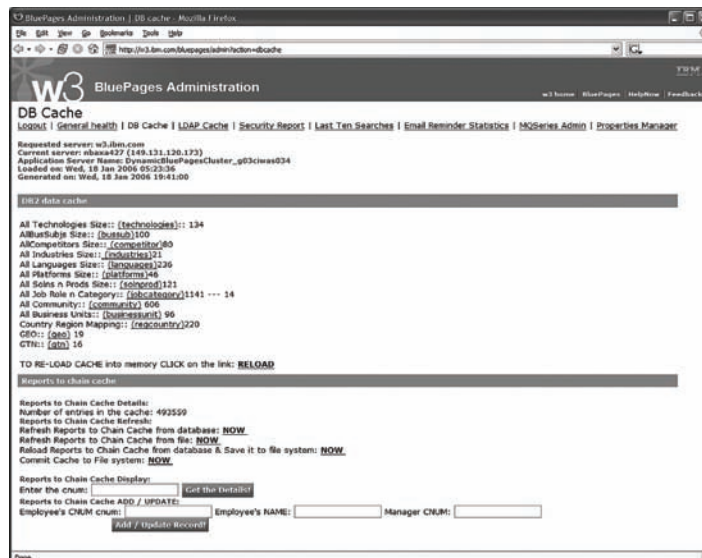 BluePages Administration | DB cache - Mozilla Firefox
File Edit View Go Bookmarks Tools Help
http://w3.ibm.com/bluepages/admin?action=dbcache
G
IBM
w3 BluePages Administration
w3 home BluePages HelpNow Feedback
DB Cache
Logout | General health | DB Cache | LDAP Cache | Security Report | Last Ten Searches | Email Reminder Statistics | MQSeries Admin | Properties Manager
Requested server: w3.ibm.com
Current server: nbaxa427 (149.131.120.173)
Application Server Name: DynamicBluePagesCluster_g03ciwas034
Loaded on: Wed, 18 Jan 2006 05:23:36
Generated on: Wed, 18 Jan 2006 19:41:00
DB2 data cache
All Technologies Size:: (technologies):: 134
AllBusSubjs Size:: (bussub)100
AllCompetitors Size:: (competitor)80
All Industries Size:: (industries)21
All Languages Size:: (languages)236
All Platforms Size:: (platforms)46
All Solns n Prods Size:: (solnprod)121
All Job Role n Category:: (jobcategory)1141 --- 14
All Community:: (community) 606
All Business Units:: (businessunit) 96
Country Region Mapping:: (regcountry)220
GEO:: (geo) 19
GTN:: (gtn) 16
TO RE-LOAD CACHE into memory CLICK on the link: RELOAD
Reports to chain cache
Reports to Chain Cache Details:
Number of entries in the cache: 493559
Reports to Chain Cache Refresh:
Refresh Reports to Chain Cache from database: NOW
Refresh Reports to Chain Cache from file: NOW
Reload Reports to Chain Cache from database & Save it to file system: NOW
Commit Cache to File system: NOW
Reports to Chain Cache Display:
Enter the cnum: Get the Details!
Reports to Chain Cache ADD / UPDATE:
Employee's CNUM cnum: Employee's NAME: Manager CNUM:
Add / Update Record!
Done